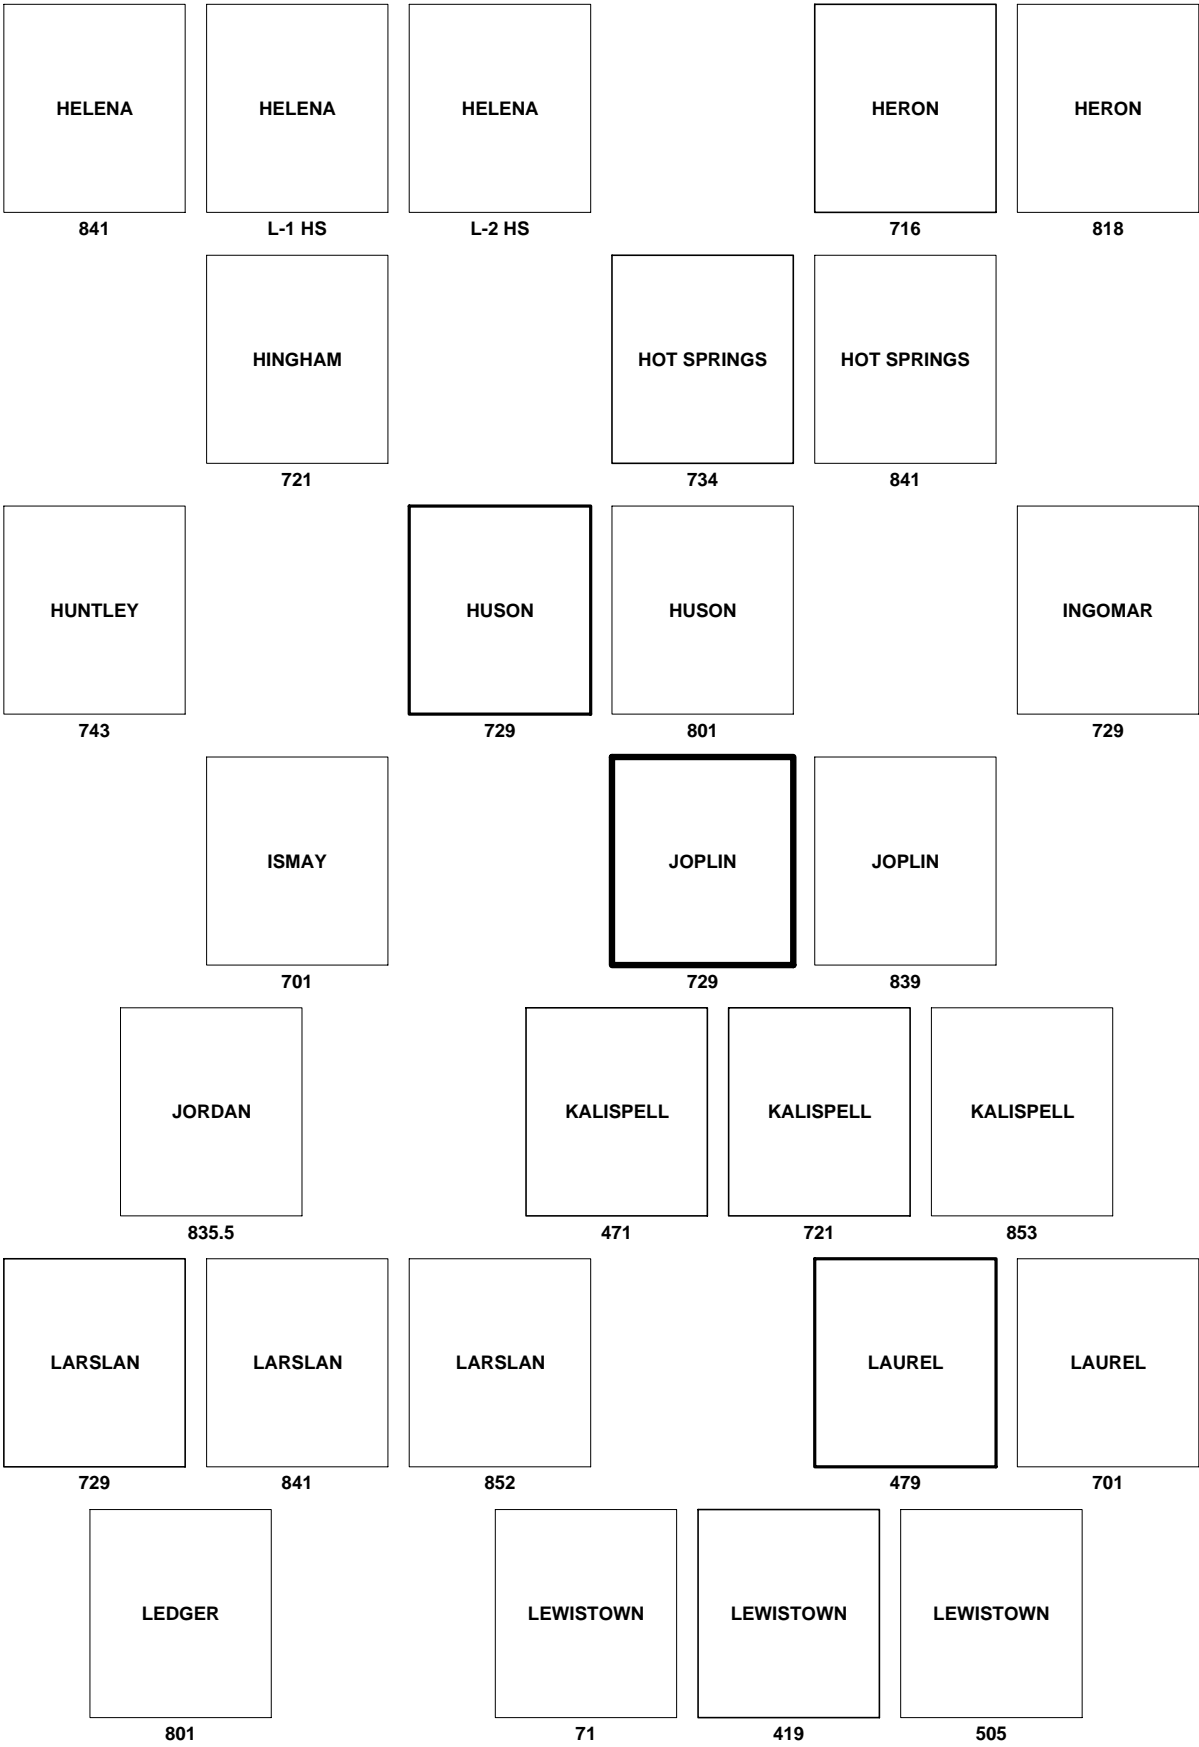 HELENA HELENA HELENA HERON HERON
841 L-1 HS L-2 HS 716 818
HINGHAM HOT SPRINGS HOT SPRINGS
721 734 841
HUNTLEY HUSON HUSON INGOMAR
743 729 801 729
ISMAY JOPLIN JOPLIN
701 729 839
JORDAN KALISPELL KALISPELL KALISPELL
835.5 471 721 853
LARSLAN LARSLAN LARSLAN LAUREL LAUREL
729 841 852 479 701
LEDGER LEWISTOWN LEWISTOWN LEWISTOWN
801 71 419 505